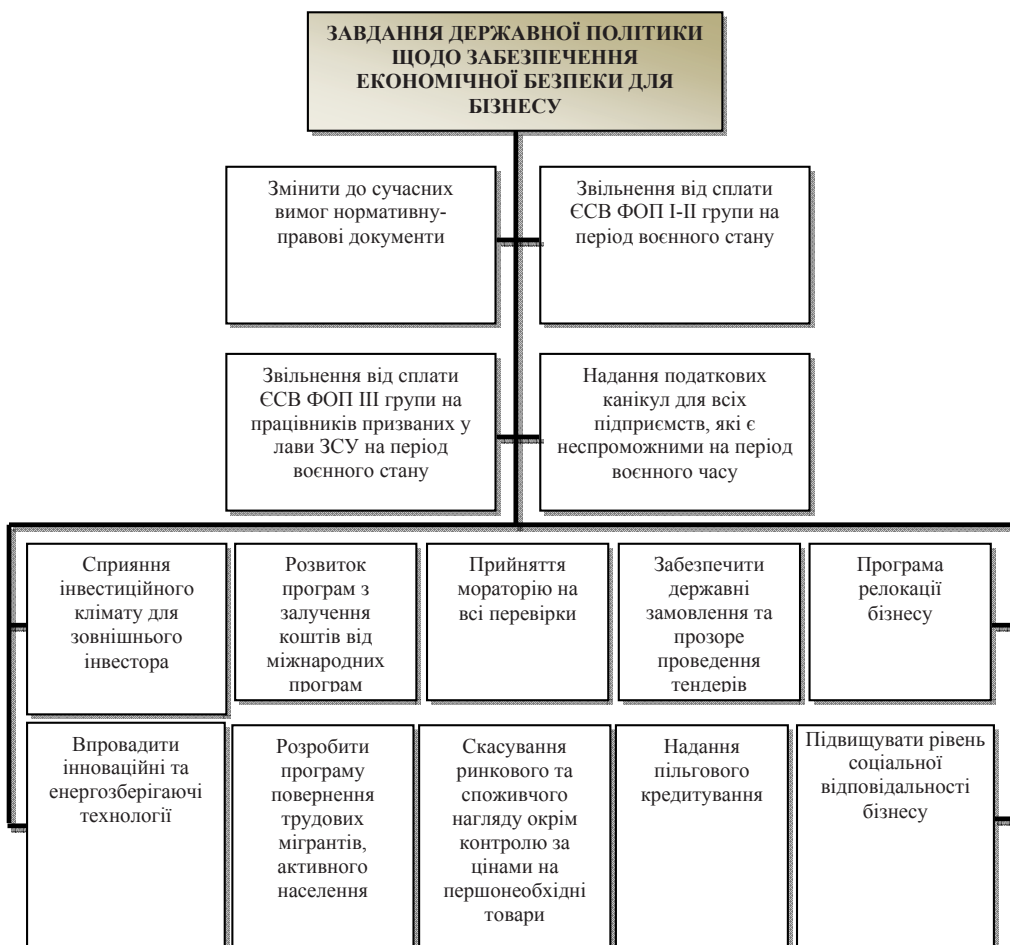 ЗАВДАННЯ ДЕРЖАВНОЇ ПОЛІТИКИ
ЩОДО ЗАБЕЗПЕЧЕННЯ
ЕКОНОМІЧНОЇ БЕЗПЕКИ ДЛЯ
БІЗНЕСУ
Змінити до сучасних
вимог нормативну-
правові документи
Звільнення від сплати
ЄСВ ФОП І-ІІ групи на
період воєнного стану
Звільнення від сплати
ЄСВ ФОП ІІІ групи на
працівників призваних у
лави ЗСУ на період
воєнного стану
Надання податкових
канікул для всіх
підприємств, які є
неспроможними на період
воєнного часу
Сприяння
інвестиційного
клімату для
зовнішнього
інвестора
Розвиток
програм з
залучення
коштів від
міжнародних
програм
Прийняття
мораторію на
всі перевірки
Забезпечити
державні
замовлення та
прозоре
проведення
тендерів
Програма
релокації
бізнесу
Впровадити
інноваційні та
енергозберігаючі
технології
Розробити
програму
повернення
трудових
мігрантів,
активного
населення
Скасування
ринкового та
споживчого
нагляду окрім
контролю за
цінами на
першонеобхідні
товари
Надання
пільгового
кредитування
Підвищувати рівень
соціальної
відповідальності
бізнесу